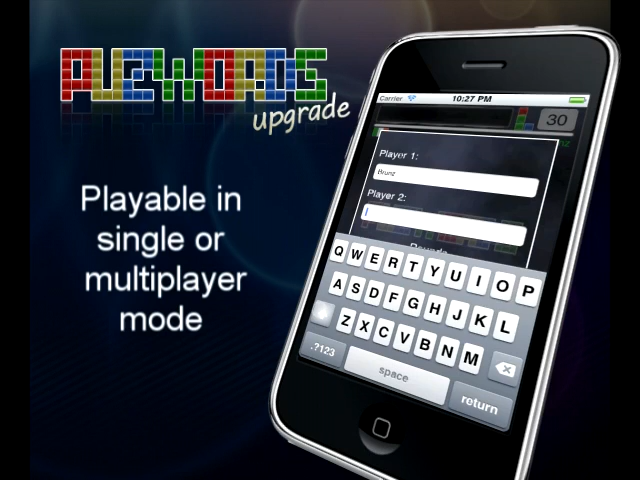 PUZZWORDS
upgrade
Playable in
single or
multiplayer
mode
Carrier 10:27 PM
30
Player 1:
Brunz
Player 2:
Rounds
Q W E R T Y U I O P
A S D F G H J K L
Z X C V B N M
.?123 space return